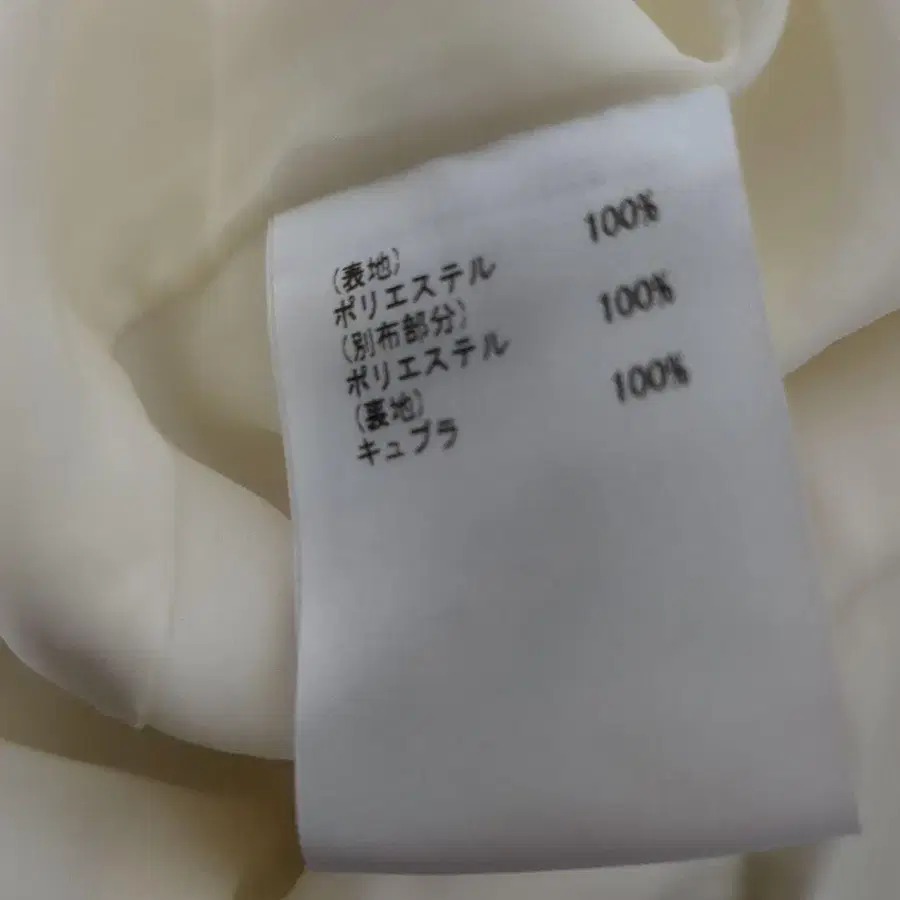 (表地)
ポリエステル 100%
(別布部分)
ポリエステル 100%
(裏地)
キュプラ 100%